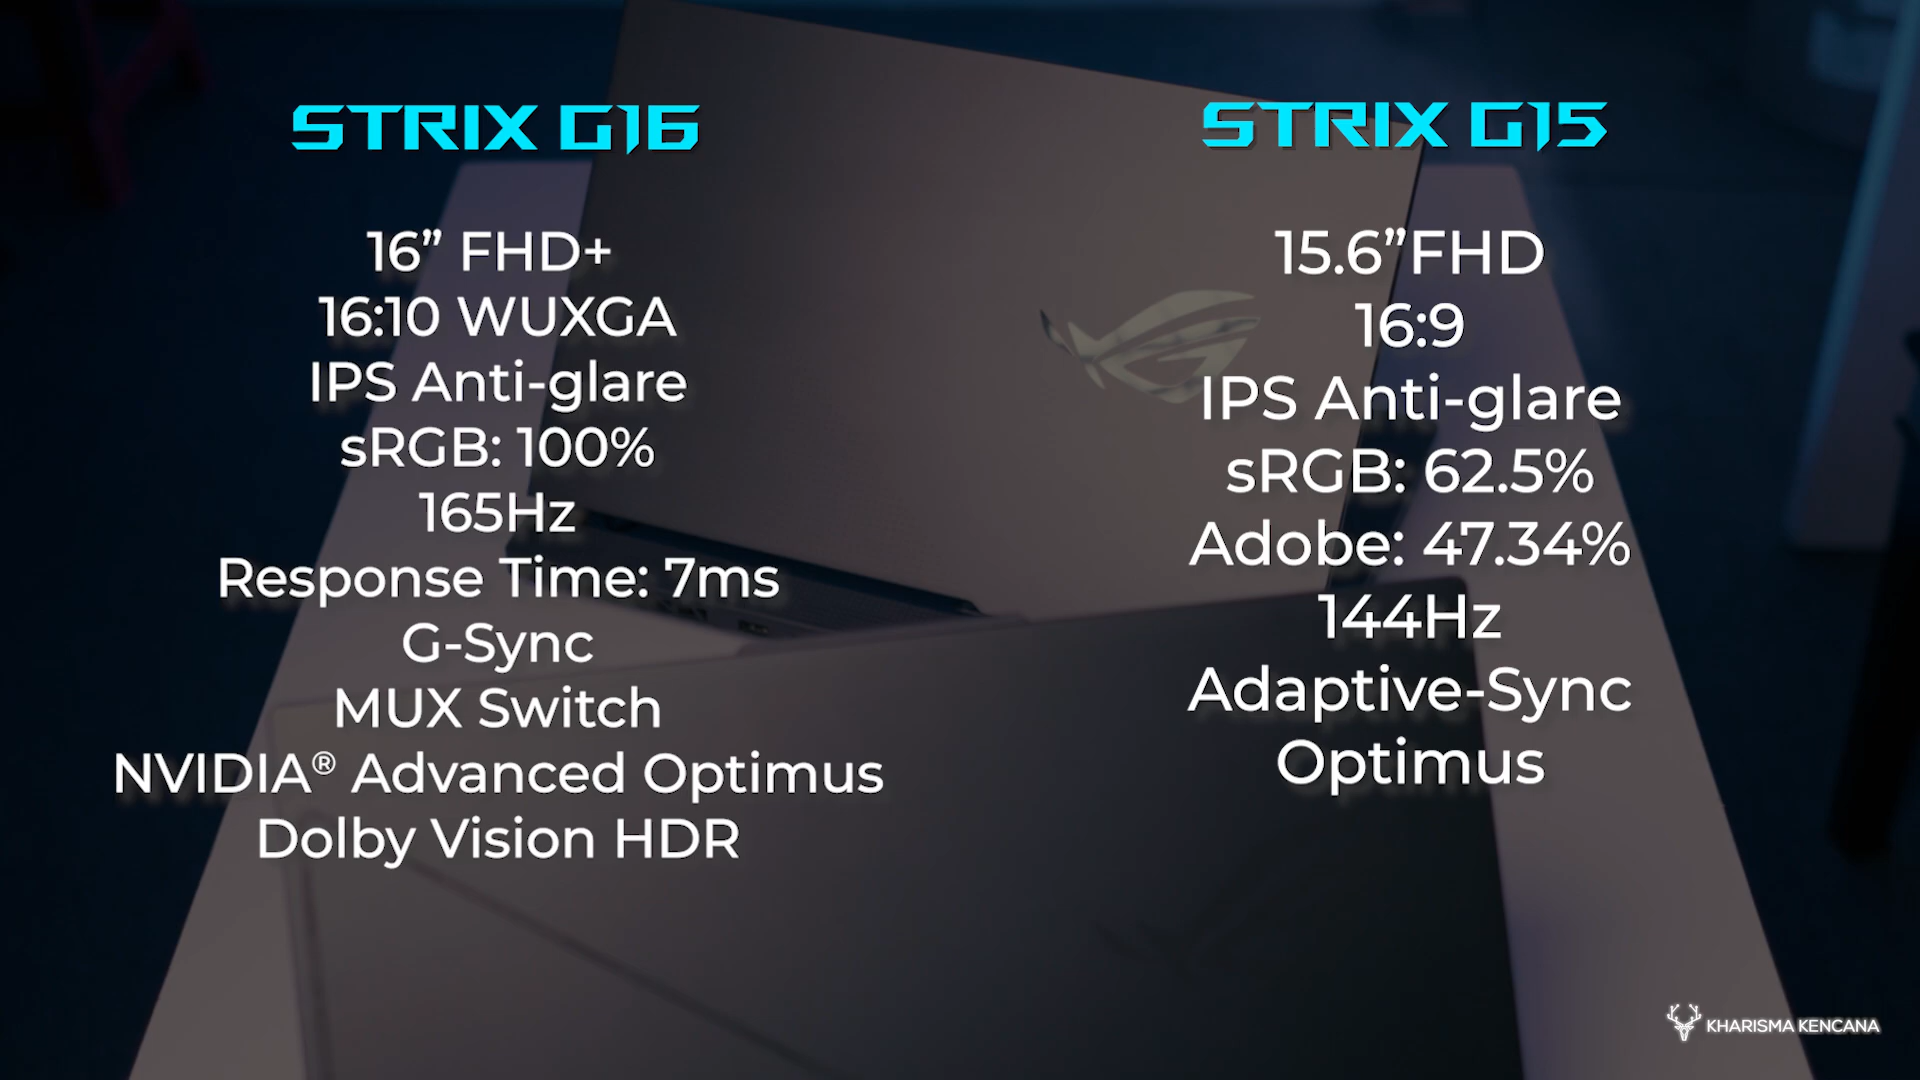 STRIX G16
16” FHD+
16:10 WUXGA
IPS Anti-glare
sRGB: 100%
165Hz
Response Time: 7ms
G-Sync
MUX Switch
NVIDIA® Advanced Optimus
Dolby Vision HDR
STRIX G15
15.6”FHD
16:9
IPS Anti-glare
sRGB: 62.5%
Adobe: 47.34%
144Hz
Adaptive-Sync
Optimus
KHARISMA KENCANA